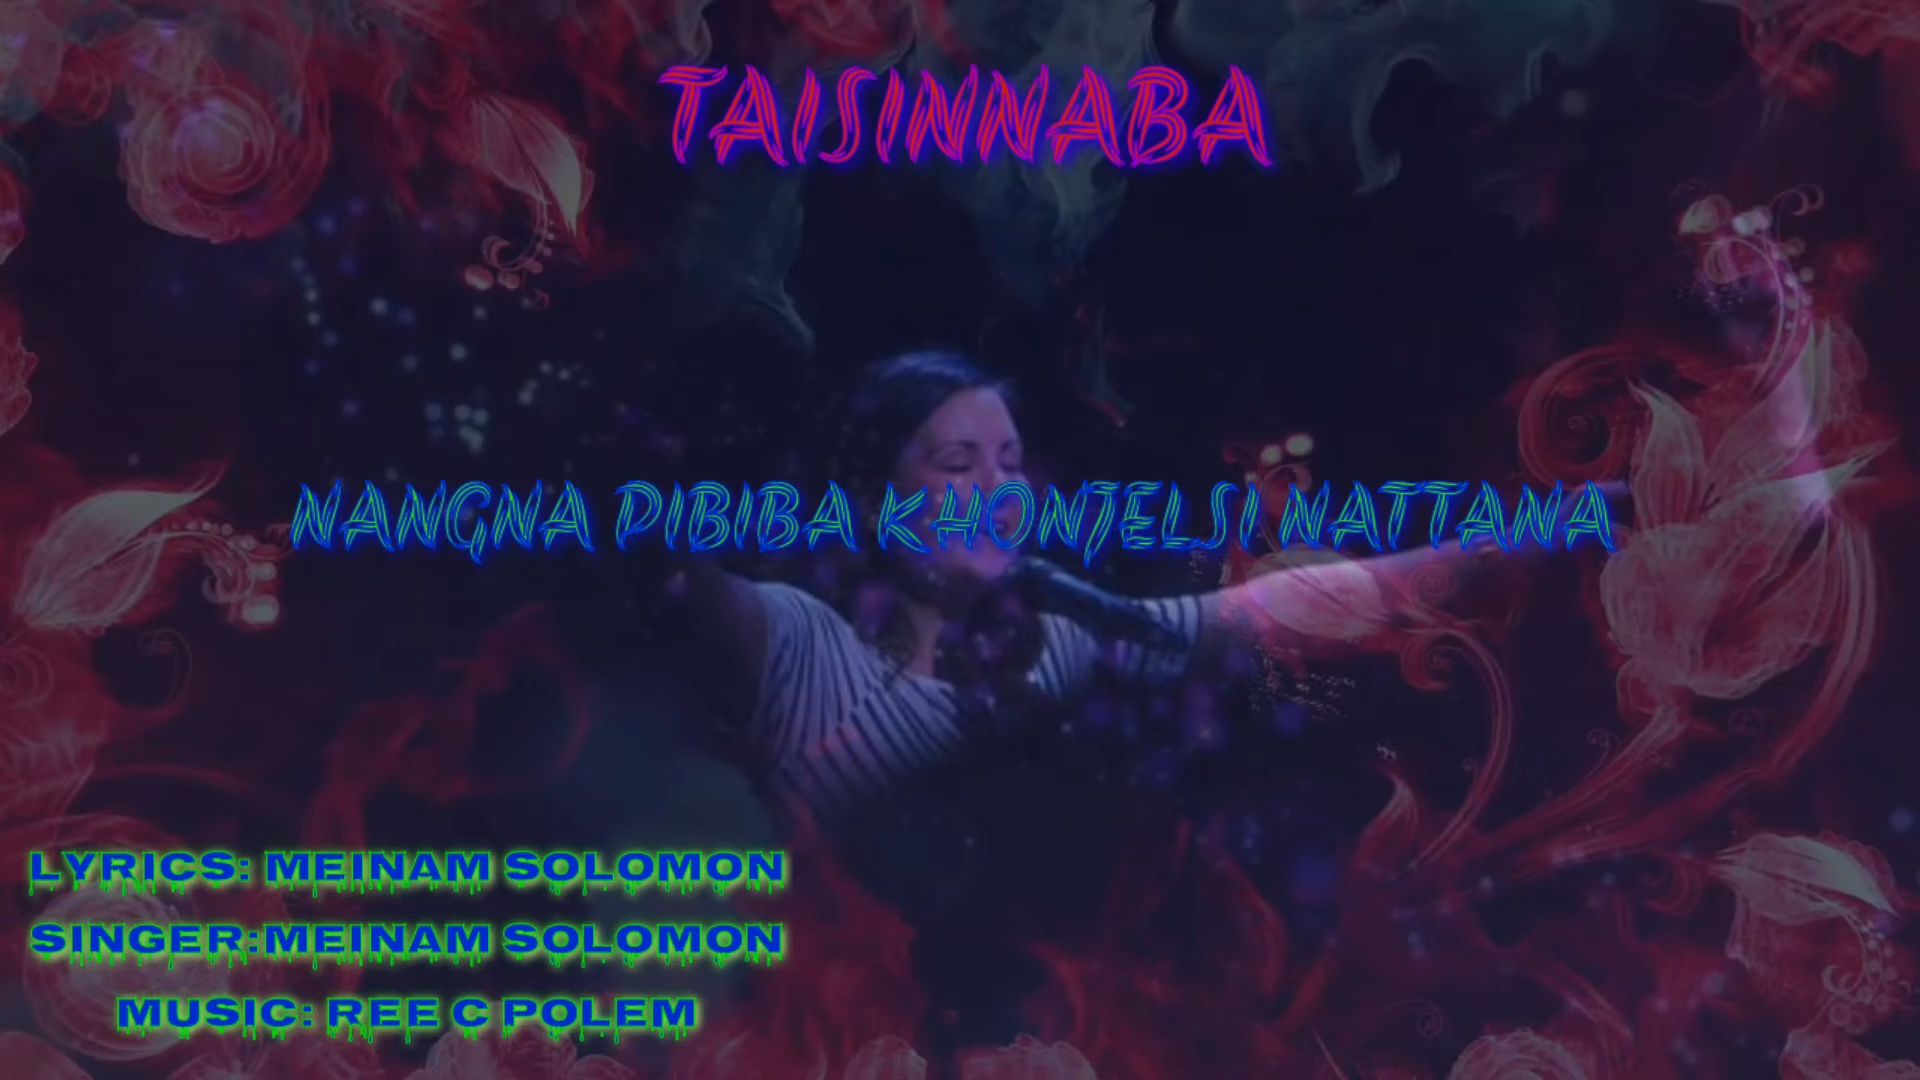 TAISINNABA
NANGNA PIBIBA KHONJELSI NATTANA
LYRICS: MEINAM SOLOMON
SINGER:MEINAM SOLOMON
MUSIC: REE C POLEM